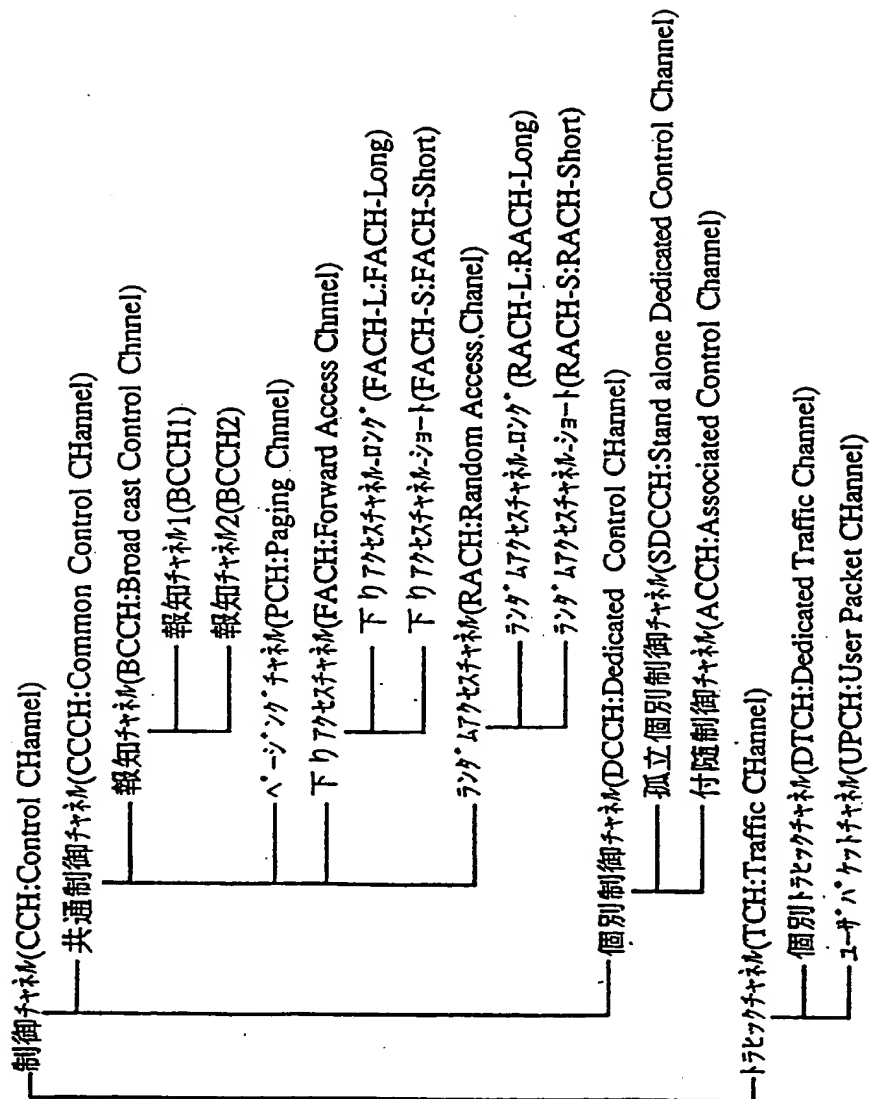 制御ﾁｬﾈﾙ(CCH:Control CHannel)
共通制御ﾁｬﾈﾙ(CCCH:Common Control CHannel)
報知ﾁｬﾈﾙ(BCCH:Broad cast Control Chnnel)
報知ﾁｬﾈﾙ1(BCCH1)
報知ﾁｬﾈﾙ2(BCCH2)
ﾍﾟｰｼﾞﾝｸﾞﾁｬﾈﾙ(PCH:Paging Chnnel)
下りｱｸｾｽﾁｬﾈﾙ(FACH:Forward Access Chnnel)
下りｱｸｾｽﾁｬﾈﾙ-ﾛﾝｸﾞ(FACH-L:FACH-Long)
下りｱｸｾｽﾁｬﾈﾙ-ｼｮｰﾄ(FACH-S:FACH-Short)
ﾗﾝﾀﾞﾑｱｸｾｽﾁｬﾈﾙ(RACH:Random Access,Chanel)
ﾗﾝﾀﾞﾑｱｸｾｽﾁｬﾈﾙ-ﾛﾝｸﾞ(RACH-L:RACH-Long)
ﾗﾝﾀﾞﾑｱｸｾｽﾁｬﾈﾙ-ｼｮｰﾄ(RACH-S:RACH-Short)
個別制御ﾁｬﾈﾙ(DCCH:Dedicated Control CHannel)
孤立個別制御ﾁｬﾈﾙ(SDCCH:Stand alone Dedicated Control Channel)
付随制御ﾁｬﾈﾙ(ACCH:Associated Control Channel)
ﾄﾗﾋｯｸﾁｬﾈﾙ(TCH:Traffic CHannel)
個別ﾄﾗﾋｯｸﾁｬﾈﾙ(DTCH:Dedicated Traffic Channel)
ﾕｰｻﾞﾊﾟｹｯﾄﾁｬﾈﾙ(UPCH:User Packet CHannel)